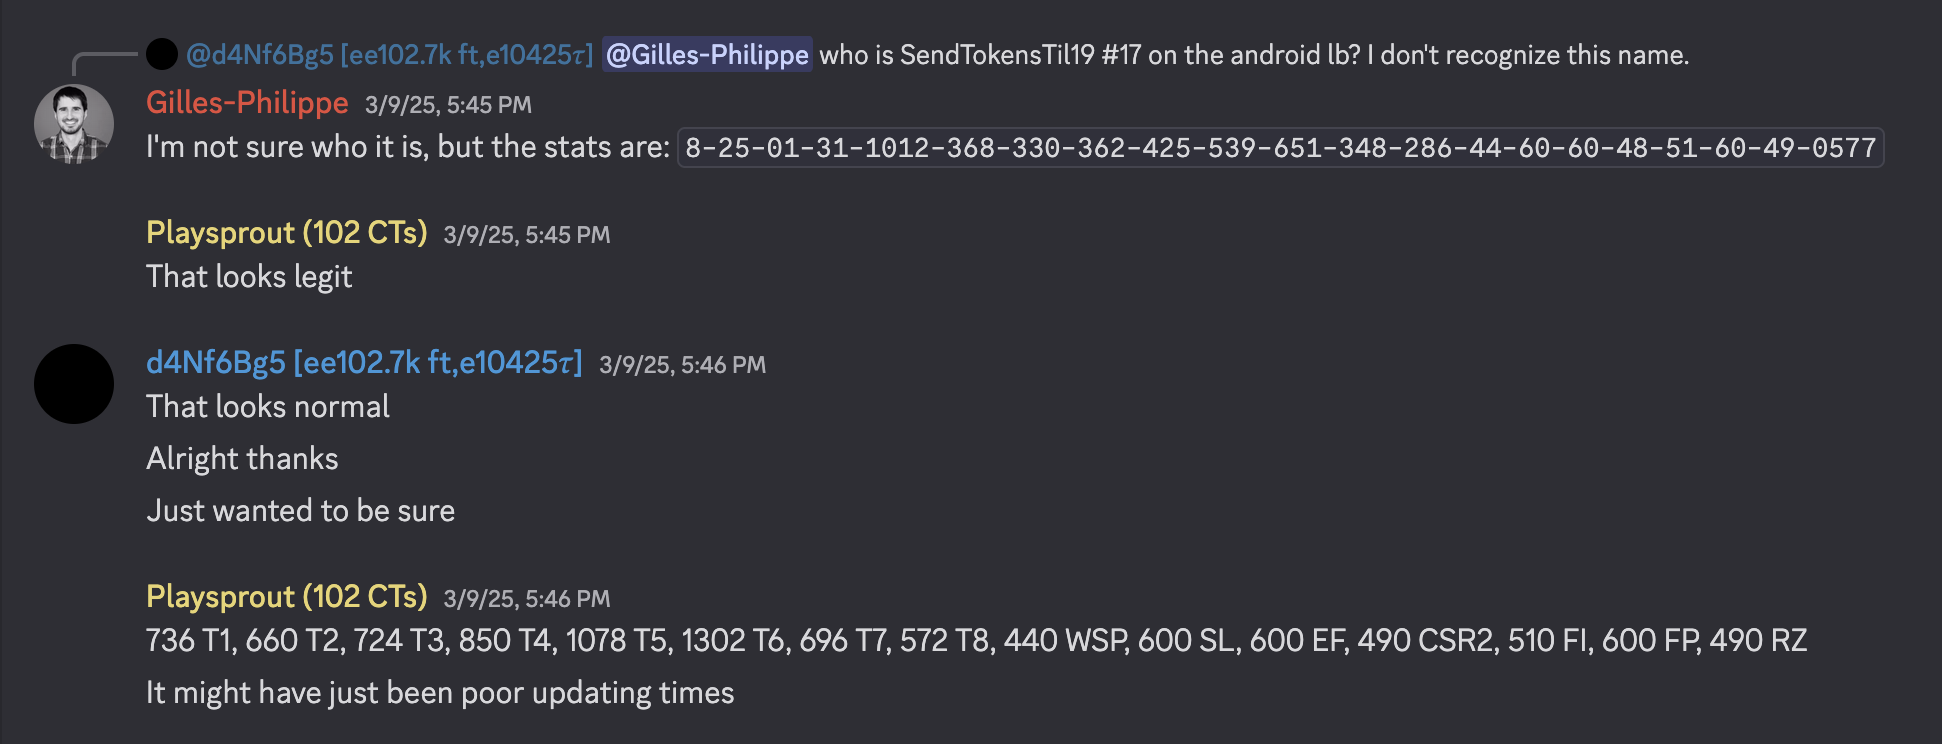 @d4Nf6Bg5 [ee102.7k ft,e10425τ] @Gilles-Philippe who is SendTokensTil19 #17 on the android lb? I don't recognize this name.
Gilles-Philippe 3/9/25, 5:45 PM
I'm not sure who it is, but the stats are: 8-25-01-31-1012-368-330-362-425-539-651-348-286-44-60-60-48-51-60-49-0577
Playsprout (102 CTs) 3/9/25, 5:45 PM
That looks legit
d4Nf6Bg5 [ee102.7k ft,e10425τ] 3/9/25, 5:46 PM
That looks normal
Alright thanks
Just wanted to be sure
Playsprout (102 CTs) 3/9/25, 5:46 PM
736 T1, 660 T2, 724 T3, 850 T4, 1078 T5, 1302 T6, 696 T7, 572 T8, 440 WSP, 600 SL, 600 EF, 490 CSR2, 510 FI, 600 FP, 490 RZ
It might have just been poor updating times